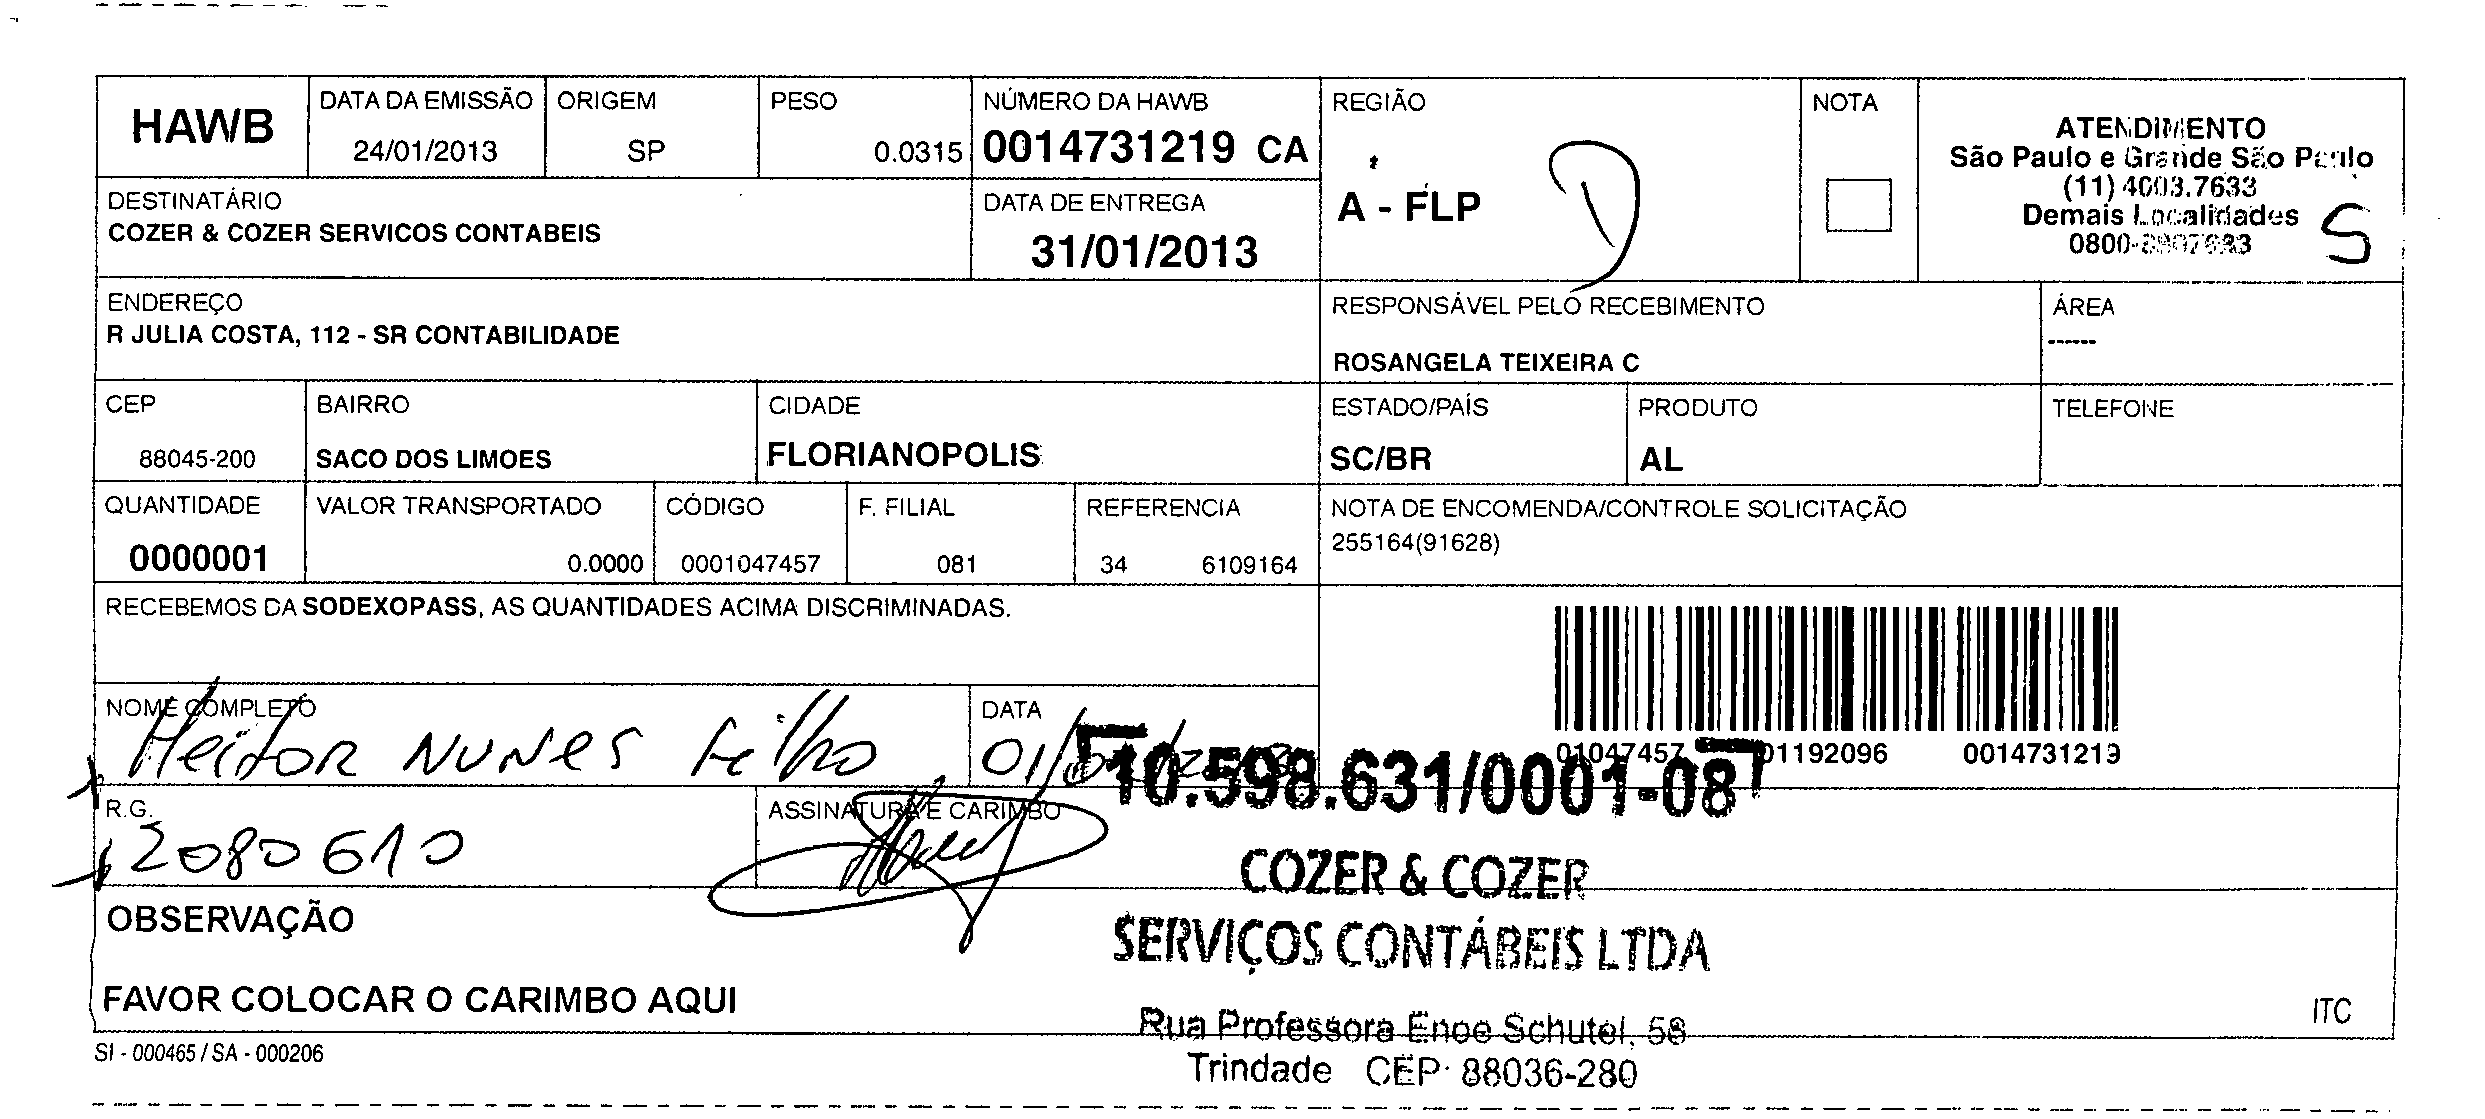 HAWB
DATA DA EMISSÃO
24/01/2013
ORIGEM
SP
PESO
0.0315
NÚMERO DA HAWB
0014731219 CA
REGIÃO
A - FLP
D
NOTA
ATENDIMENTO
São Paulo e Grande São Paulo
(11) 4003.7633
Demais Localidades
S
DESTINATÁRIO
COZER & COZER SERVICOS CONTABEIS
DATA DE ENTREGA
31/01/2013
ENDEREÇO
R JULIA COSTA, 112 - SR CONTABILIDADE
RESPONSÁVEL PELO RECEBIMENTO
ROSANGELA TEIXEIRA C
ÁREA
------
CEP
88045-200
BAIRRO
SACO DOS LIMOES
CIDADE
FLORIANOPOLIS
ESTADO/PAÍS
SC/BR
PRODUTO
AL
TELEFONE
QUANTIDADE
0000001
VALOR TRANSPORTADO
0.0000
CÓDIGO
0001047457
F. FILIAL
081
REFERENCIA
34 6109164
NOTA DE ENCOMENDA/CONTROLE SOLICITAÇÃO
255164(91628)
RECEBEMOS DA SODEXOPASS, AS QUANTIDADES ACIMA DISCRIMINADAS.
01047457 01192096 0014731219
NOME COMPLETO
Heitor Nunes Filho
DATA
10.598.631/0001-08
R.G.
2080610
ASSINATURA E CARIMBO
COZER & COZER
SERVIÇOS CONTÁBEIS LTDA
OBSERVAÇÃO
FAVOR COLOCAR O CARIMBO AQUI
Rua Professora Enoe Schutel, 58
Trindade CEP: 88036-280
ITC
SI - 000465 / SA - 000206